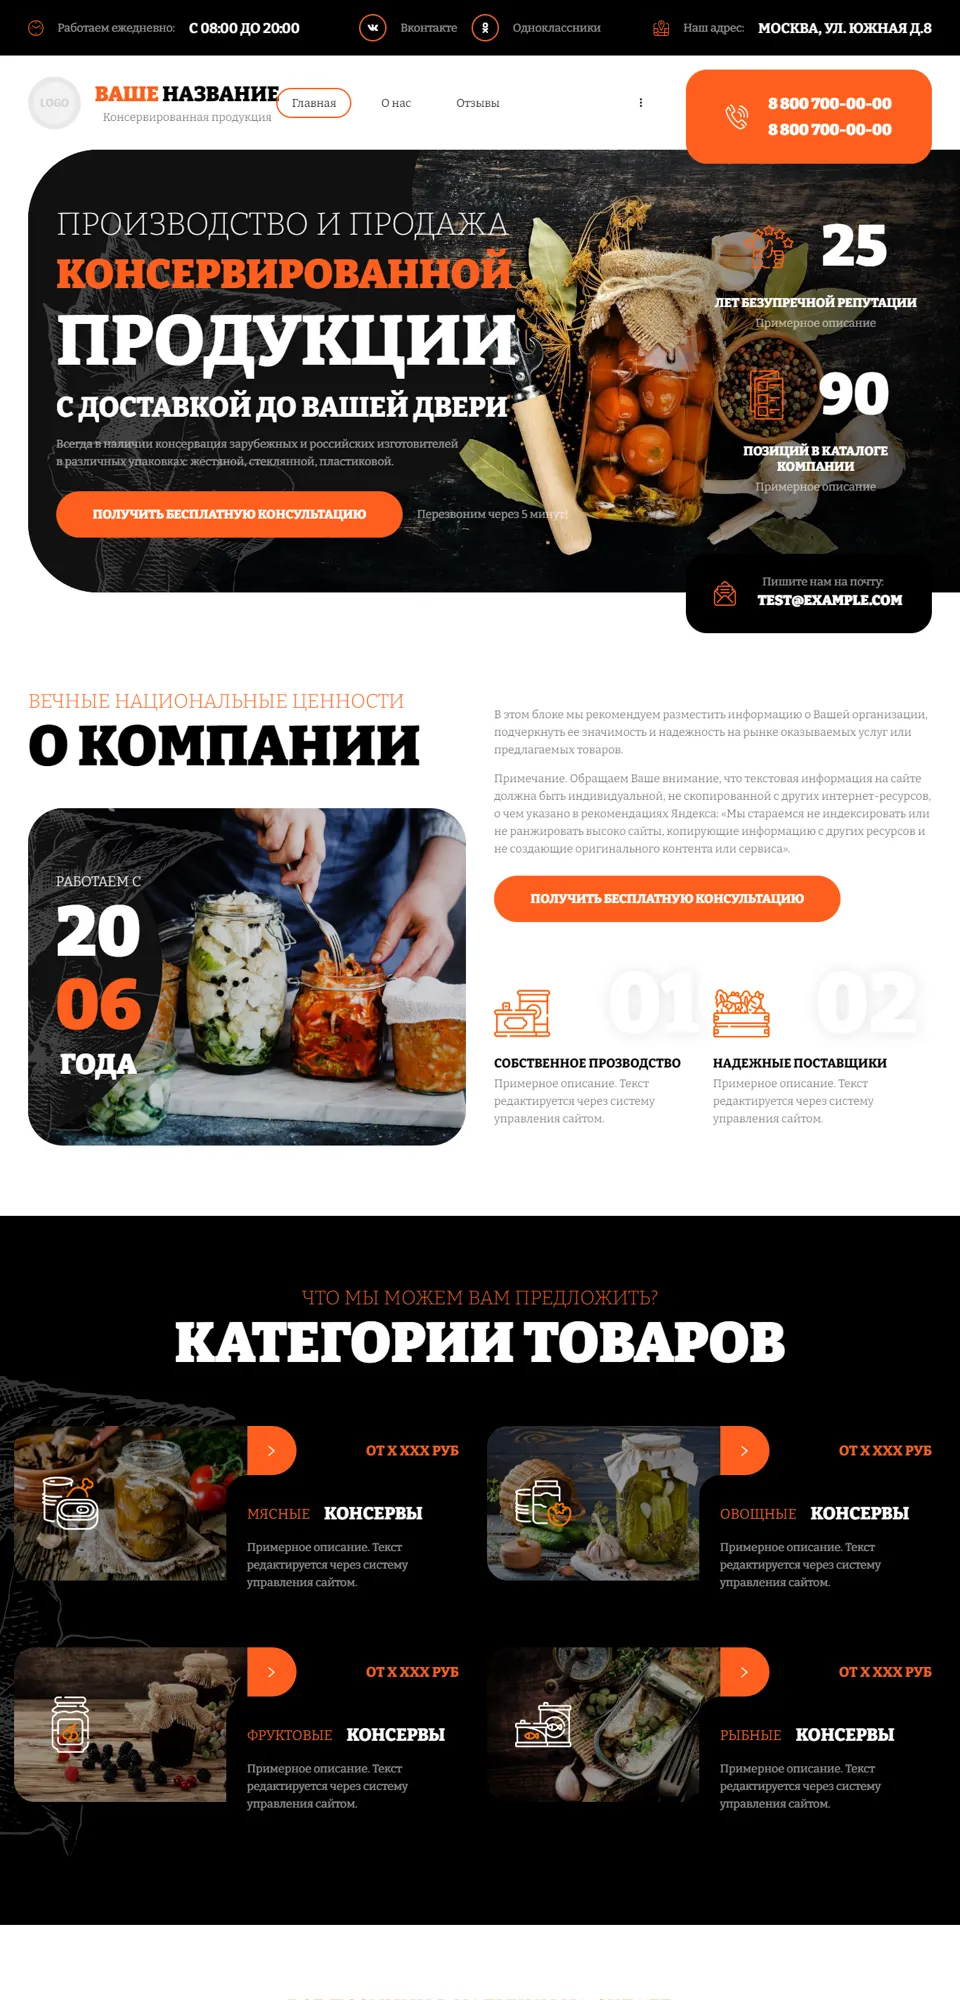 Работаем ежедневно: С 08:00 ДО 20:00
Вконтакте
Одноклассники
Наш адрес: МОСКВА, УЛ. ЮЖНАЯ Д.8
LOGO
ВАШЕ НАЗВАНИЕ
Консервированная продукция
Главная
О нас
Отзывы
8 800 700-00-00
8 800 700-00-00
ПРОИЗВОДСТВО И ПРОДАЖА
КОНСЕРВИРОВАННОЙ
ПРОДУКЦИИ
С ДОСТАВКОЙ ДО ВАШЕЙ ДВЕРИ
Всегда в наличии консервация зарубежных и российских изготовителей
в различных упаковках: жестяной, стеклянной, пластиковой.
ПОЛУЧИТЬ БЕСПЛАТНУЮ КОНСУЛЬТАЦИЮ
Перезвоним через 5 минут!
25
ЛЕТ БЕЗУПРЕЧНОЙ РЕПУТАЦИИ
Примерное описание
90
ПОЗИЦИЙ В КАТАЛОГЕ
КОМПАНИИ
Примерное описание
Пишите нам на почту:
TEST@EXAMPLE.COM
ВЕЧНЫЕ НАЦИОНАЛЬНЫЕ ЦЕННОСТИ
О КОМПАНИИ
РАБОТАЕМ С
20
06
ГОДА
В этом блоке мы рекомендуем разместить информацию о Вашей организации,
подчеркнуть ее значимость и надежность на рынке оказываемых услуг или
предлагаемых товаров.
Примечание. Обращаем Ваше внимание, что текстовая информация на сайте
должна быть индивидуальной, не скопированной с других интернет-ресурсов,
о чем указано в рекомендациях Яндекса: «Мы стараемся не индексировать или
не ранжировать высоко сайты, копирующие информацию с других ресурсов и
не создающие оригинального контента или сервиса».
ПОЛУЧИТЬ БЕСПЛАТНУЮ КОНСУЛЬТАЦИЮ
01
СОБСТВЕННОЕ ПРОЗВОДСТВО
Примерное описание. Текст
редактируется через систему
управления сайтом.
02
НАДЕЖНЫЕ ПОСТАВЩИКИ
Примерное описание. Текст
редактируется через систему
управления сайтом.
ЧТО МЫ МОЖЕМ ВАМ ПРЕДЛОЖИТЬ?
КАТЕГОРИИ ТОВАРОВ
ОТ X XXX РУБ
МЯСНЫЕ КОНСЕРВЫ
Примерное описание. Текст
редактируется через систему
управления сайтом.
ОТ X XXX РУБ
ОВОЩНЫЕ КОНСЕРВЫ
Примерное описание. Текст
редактируется через систему
управления сайтом.
ОТ X XXX РУБ
ФРУКТОВЫЕ КОНСЕРВЫ
Примерное описание. Текст
редактируется через систему
управления сайтом.
ОТ X XXX РУБ
РЫБНЫЕ КОНСЕРВЫ
Примерное описание. Текст
редактируется через систему
управления сайтом.